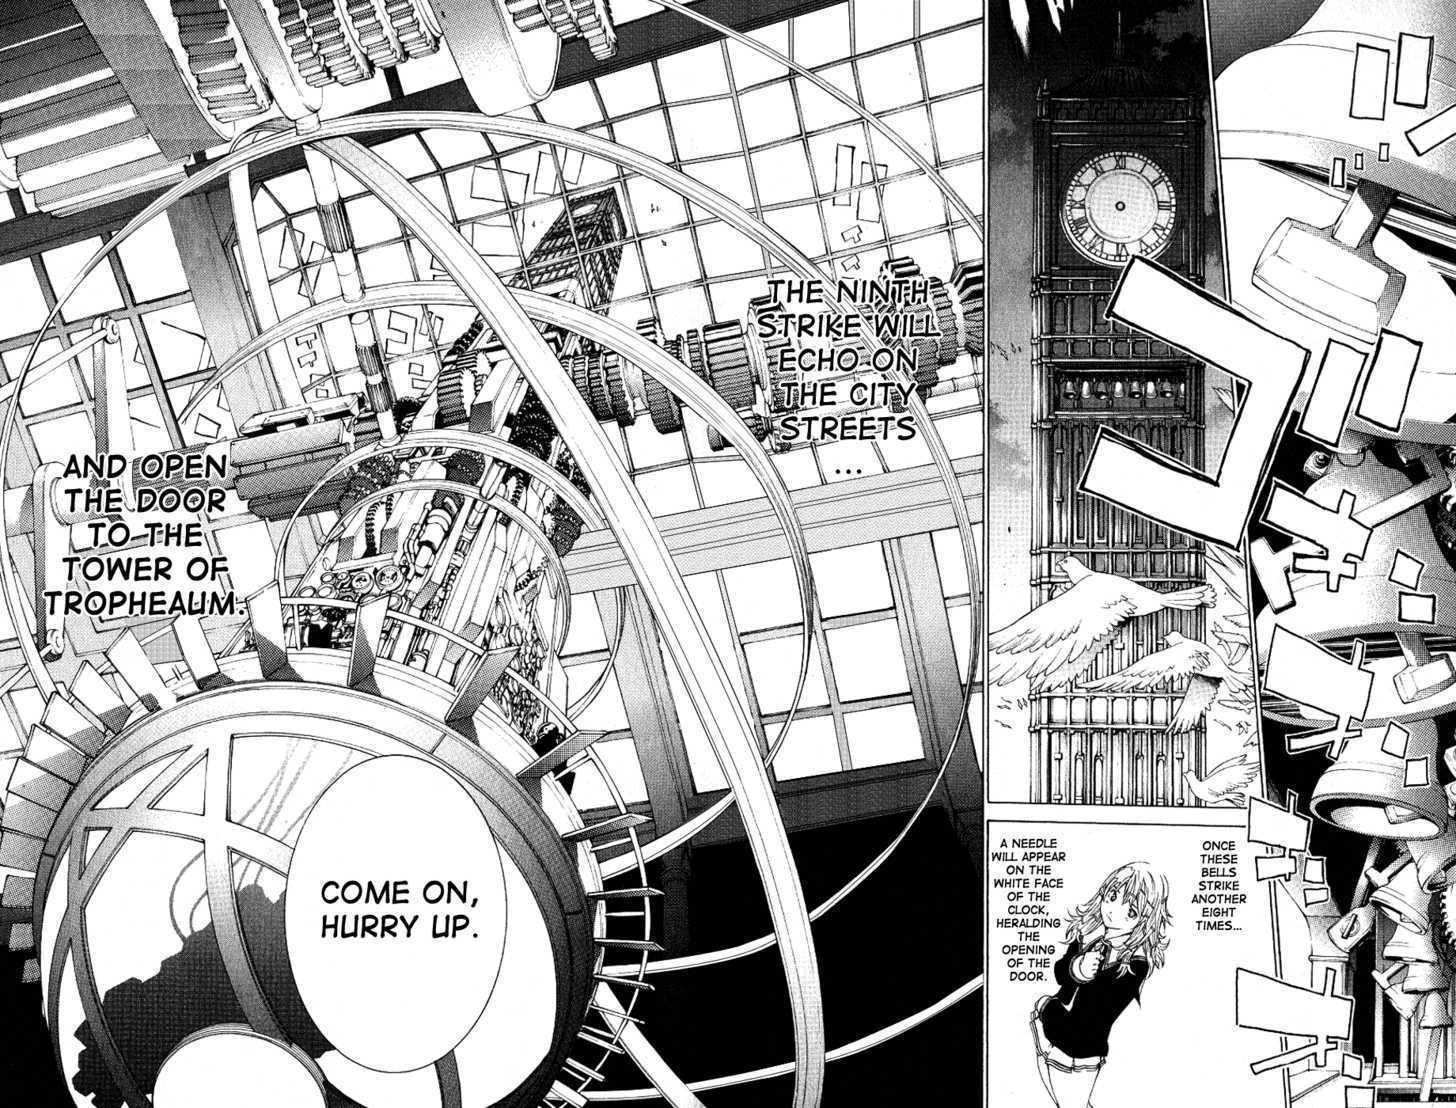 ONCE
THESE
BELLS
STRIKE
ANOTHER
EIGHT
TIMES...
A NEEDLE
WILL APPEAR
ON THE
WHITE FACE
OF THE
CLOCK,
HERALDING
THE
OPENING
OF THE
DOOR.
THE NINTH
STRIKE WILL
ECHO ON
THE CITY
STREETS
...
AND OPEN
THE DOOR
TO THE
TOWER OF
TROPHEAUM.
COME ON,
HURRY UP.